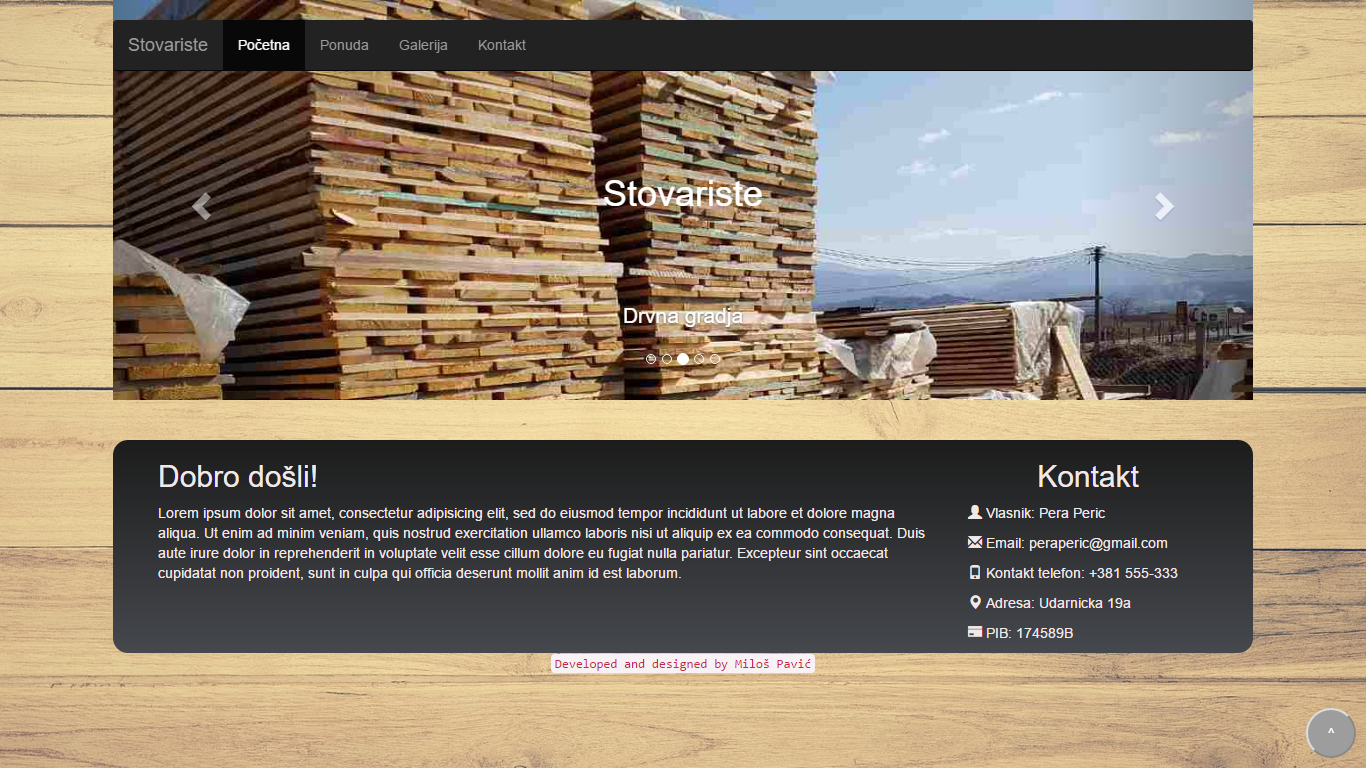 Stovariste Početna Ponuda Galerija Kontakt
Stovariste
Drvna gradja
Dobro došli!
Lorem ipsum dolor sit amet, consectetur adipisicing elit, sed do eiusmod tempor incididunt ut labore et dolore magna
aliqua. Ut enim ad minim veniam, quis nostrud exercitation ullamco laboris nisi ut aliquip ex ea commodo consequat. Duis
aute irure dolor in reprehenderit in voluptate velit esse cillum dolore eu fugiat nulla pariatur. Excepteur sint occaecat
cupidatat non proident, sunt in culpa qui officia deserunt mollit anim id est laborum.
Kontakt
Vlasnik: Pera Peric
Email: peraperic@gmail.com
Kontakt telefon: +381 555-333
Adresa: Udarnicka 19a
PIB: 174589B
Developed and designed by Miloš Pavić
^